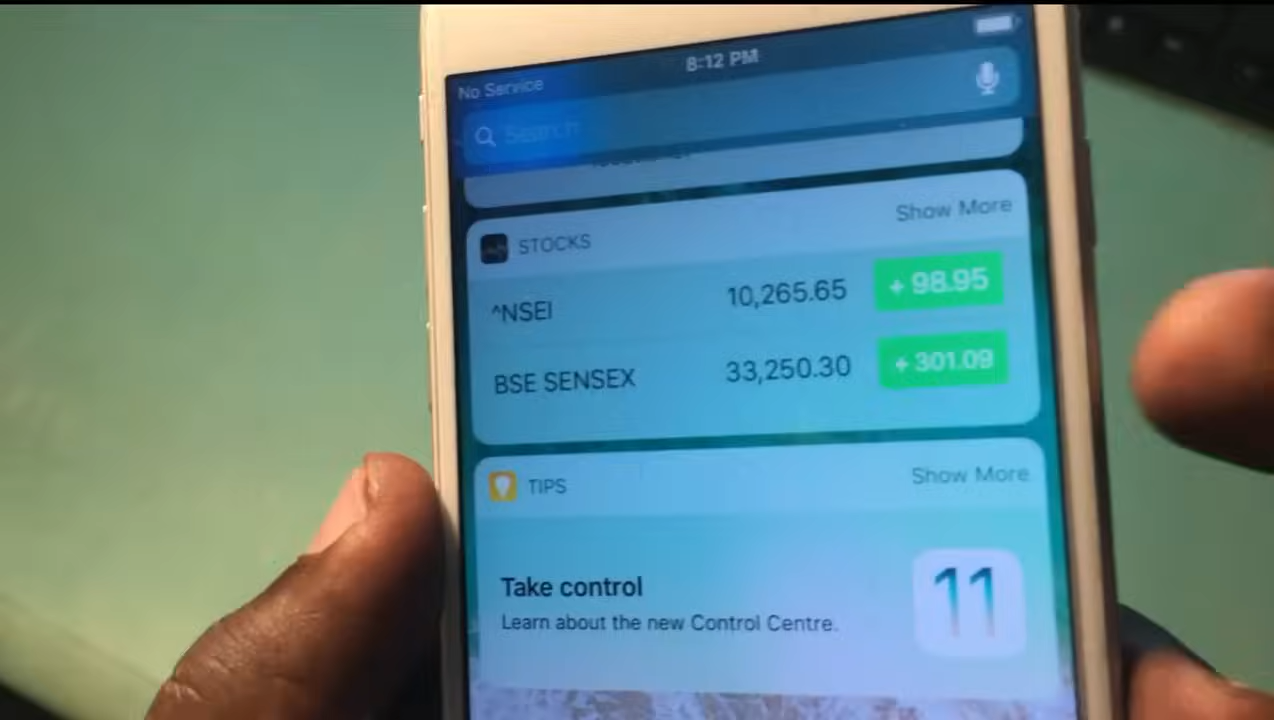 8:12 PM
No Service
Search
STOCKS
Show More
^NSEI 10,265.65 + 98.95
BSE SENSEX 33,250.30 + 301.09
TIPS
Show More
Take control
Learn about the new Control Centre.
11